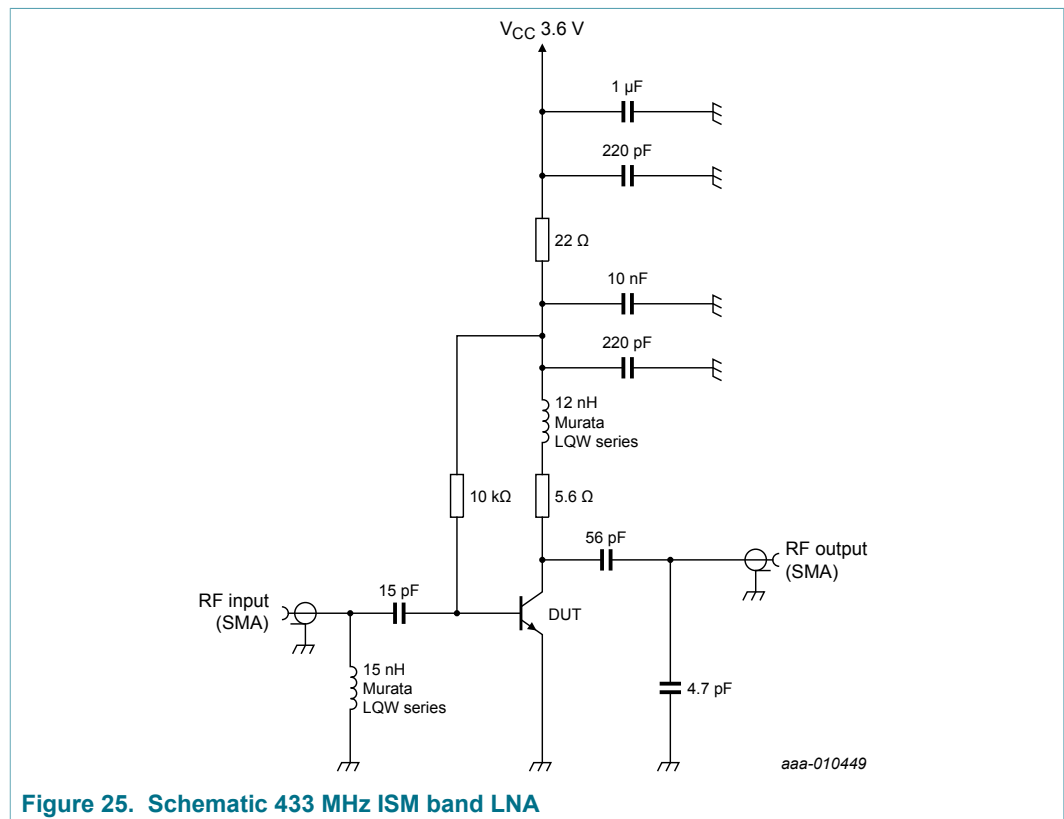 VCC 3.6 V
1 µF
220 pF
22 Ω
10 nF
220 pF
12 nH
Murata
LQW series
10 kΩ
5.6 Ω
56 pF
RF output
(SMA)
15 pF
RF input
(SMA)
DUT
15 nH
Murata
LQW series
4.7 pF
aaa-010449
Figure 25. Schematic 433 MHz ISM band LNA